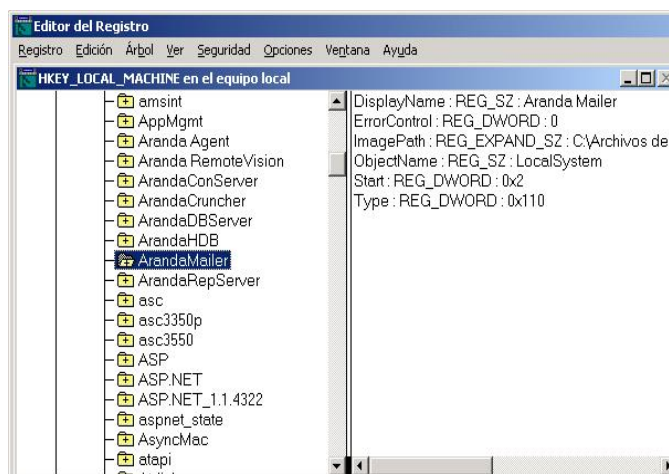 Editor del Registro
Registro Edición Árbol Ver Seguridad Opciones Ventana Ayuda
HKEY_LOCAL_MACHINE en el equipo local
amsint
AppMgmt
Aranda Agent
Aranda RemoteVision
ArandaConServer
ArandaCruncher
ArandaDBServer
ArandaHDB
ArandaMailer
ArandaRepServer
asc
asc3350p
asc3550
ASP
ASP.NET
ASP.NET_1.1.4322
aspnet_state
AsyncMac
atapi
DisplayName : REG_SZ : Aranda Mailer
ErrorControl : REG_DWORD : 0
ImagePath : REG_EXPAND_SZ : C:\Archivos de
ObjectName : REG_SZ : LocalSystem
Start : REG_DWORD : 0x2
Type : REG_DWORD : 0x110